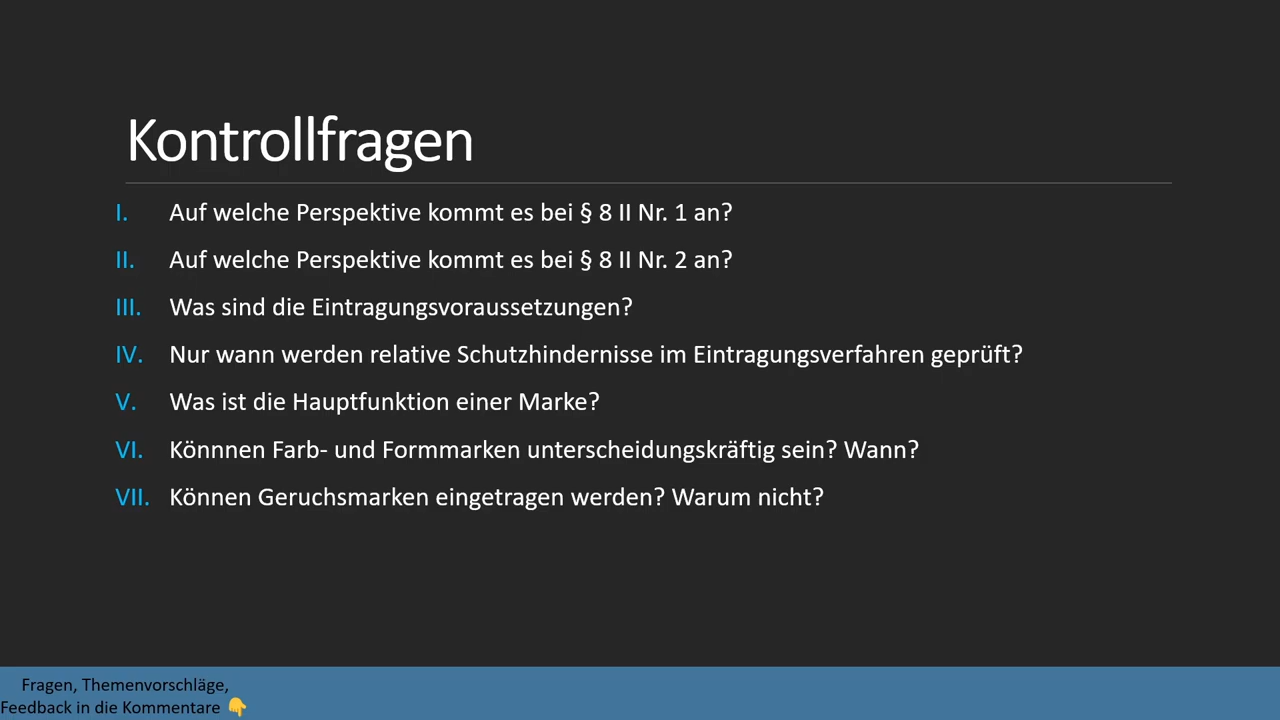 Kontrollfragen
I. Auf welche Perspektive kommt es bei § 8 II Nr. 1 an?
II. Auf welche Perspektive kommt es bei § 8 II Nr. 2 an?
III. Was sind die Eintragungsvoraussetzungen?
IV. Nur wann werden relative Schutzhindernisse im Eintragungsverfahren geprüft?
V. Was ist die Hauptfunktion einer Marke?
VI. Könnnen Farb- und Formmarken unterscheidungskräftig sein? Wann?
VII. Können Geruchsmarken eingetragen werden? Warum nicht?
Fragen, Themenvorschläge,
Feedback in die Kommentare 👇